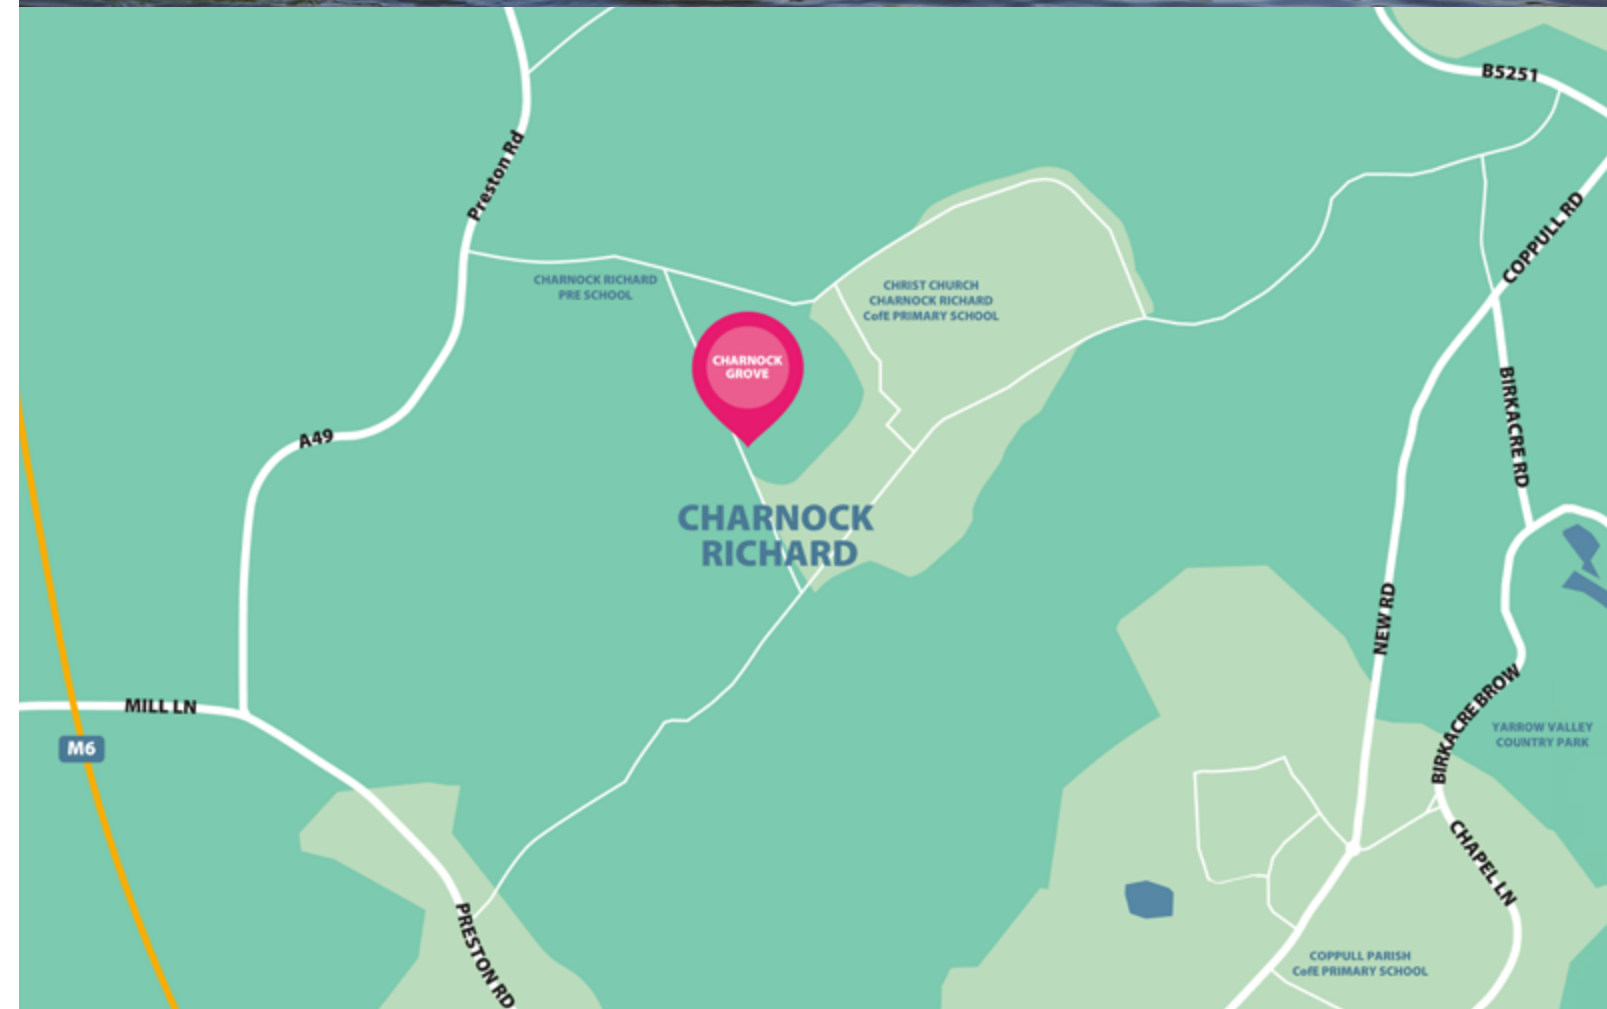 B5251
Preston Rd
COPPULL RD
CHARNOCK RICHARD
PRE SCHOOL
CHRIST CHURCH
CHARNOCK RICHARD
CofE PRIMARY SCHOOL
CHARNOCK
GROVE
A49
BIRKACRE RD
CHARNOCK
RICHARD
NEW RD
MILL LN
M6
BIRKACRE BROW
YARROW VALLEY
COUNTRY PARK
CHAPEL LN
PRESTON RD
COPPULL PARISH
CofE PRIMARY SCHOOL